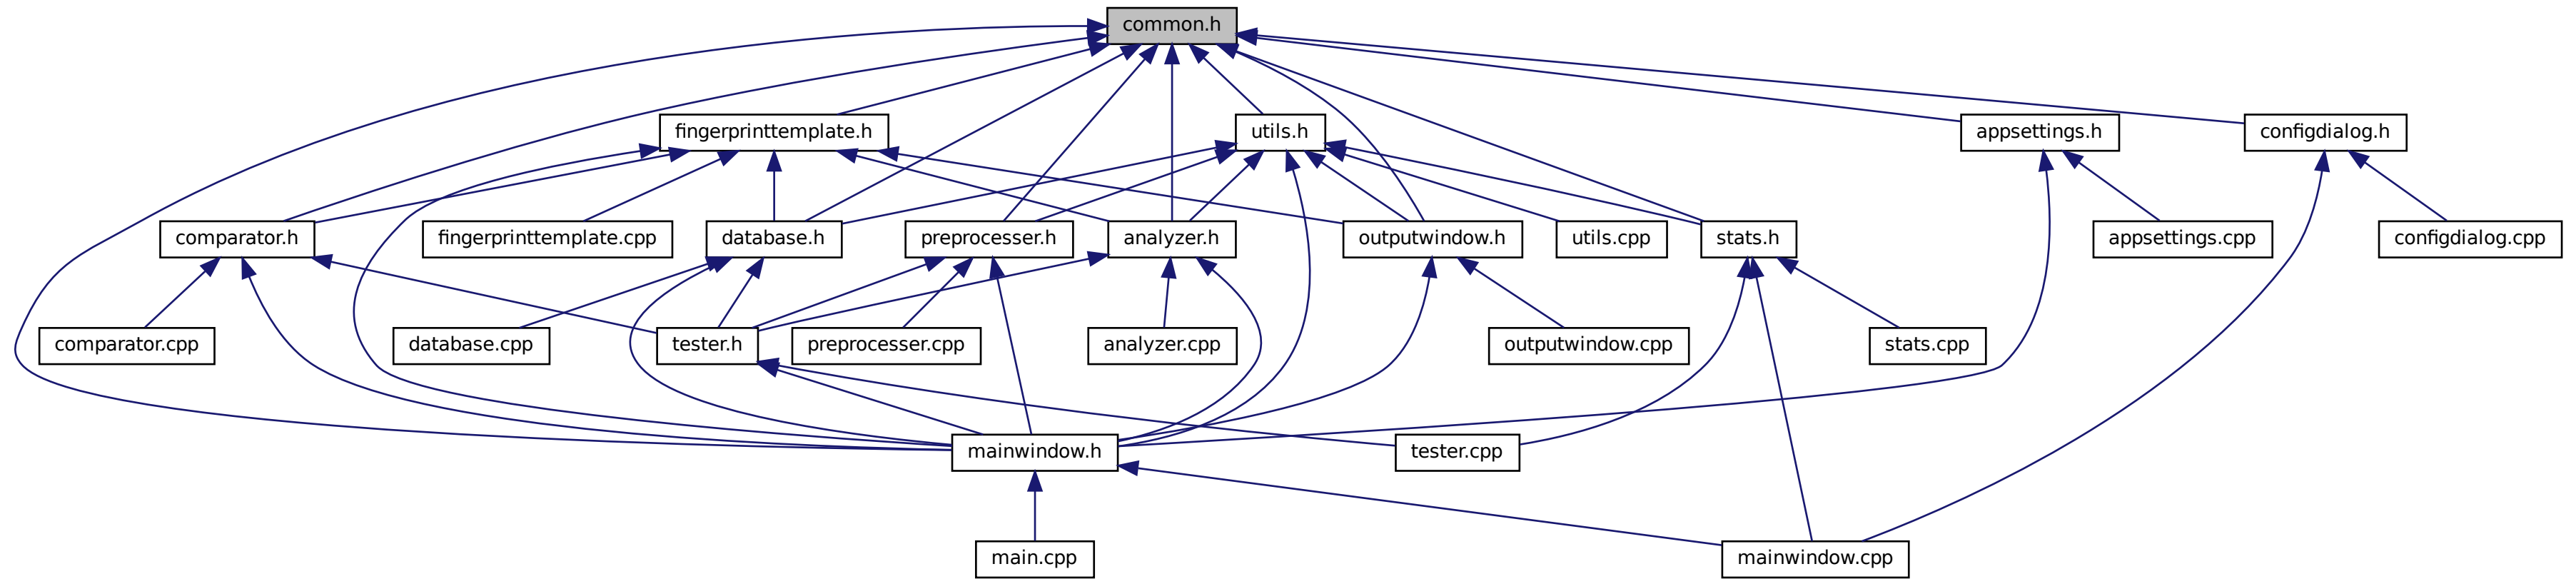 common.h
fingerprinttemplate.h
utils.h
appsettings.h
configdialog.h
comparator.h
fingerprinttemplate.cpp
database.h
preprocesser.h
analyzer.h
outputwindow.h
utils.cpp
stats.h
appsettings.cpp
configdialog.cpp
comparator.cpp
database.cpp
tester.h
preprocesser.cpp
analyzer.cpp
outputwindow.cpp
stats.cpp
mainwindow.h
tester.cpp
main.cpp
mainwindow.cpp